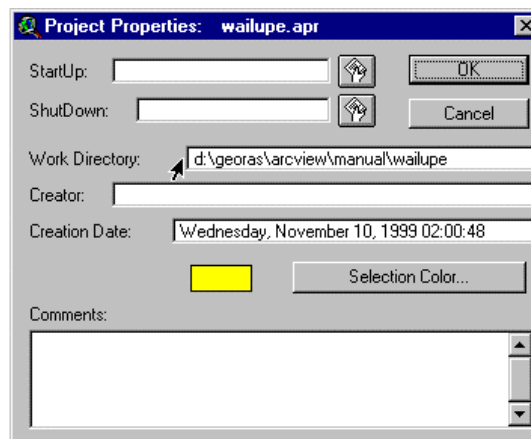 Project Properties: wailupe.apr
StartUp:
OK
ShutDown:
Cancel
Work Directory: d:\georas\arcview\manual\wailupe
Creator:
Creation Date: Wednesday, November 10, 1999 02:00:48
Selection Color...
Comments: